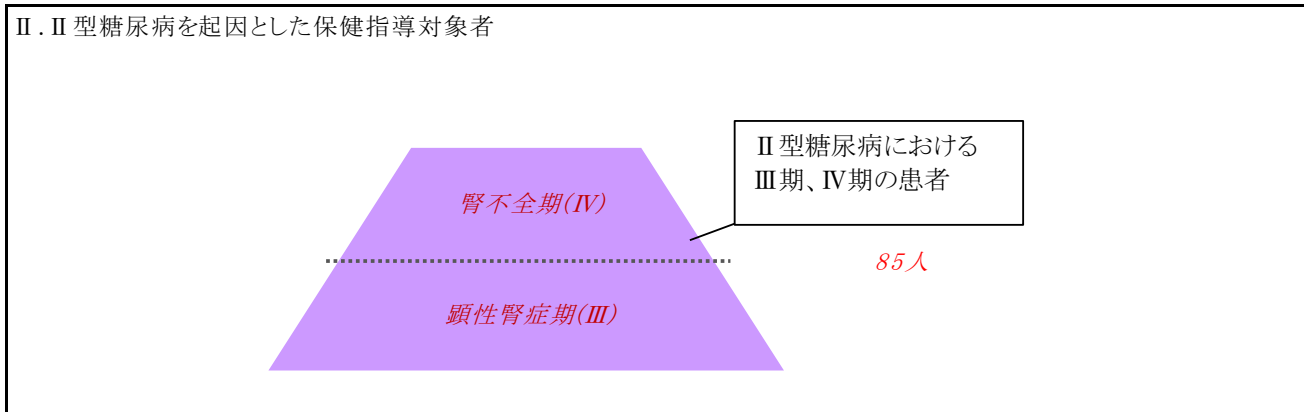 Ⅱ.Ⅱ型糖尿病を起因とした保健指導対象者
Ⅱ型糖尿病における
Ⅲ期、Ⅳ期の患者
腎不全期(Ⅳ)
85人
顕性腎症期(Ⅲ)